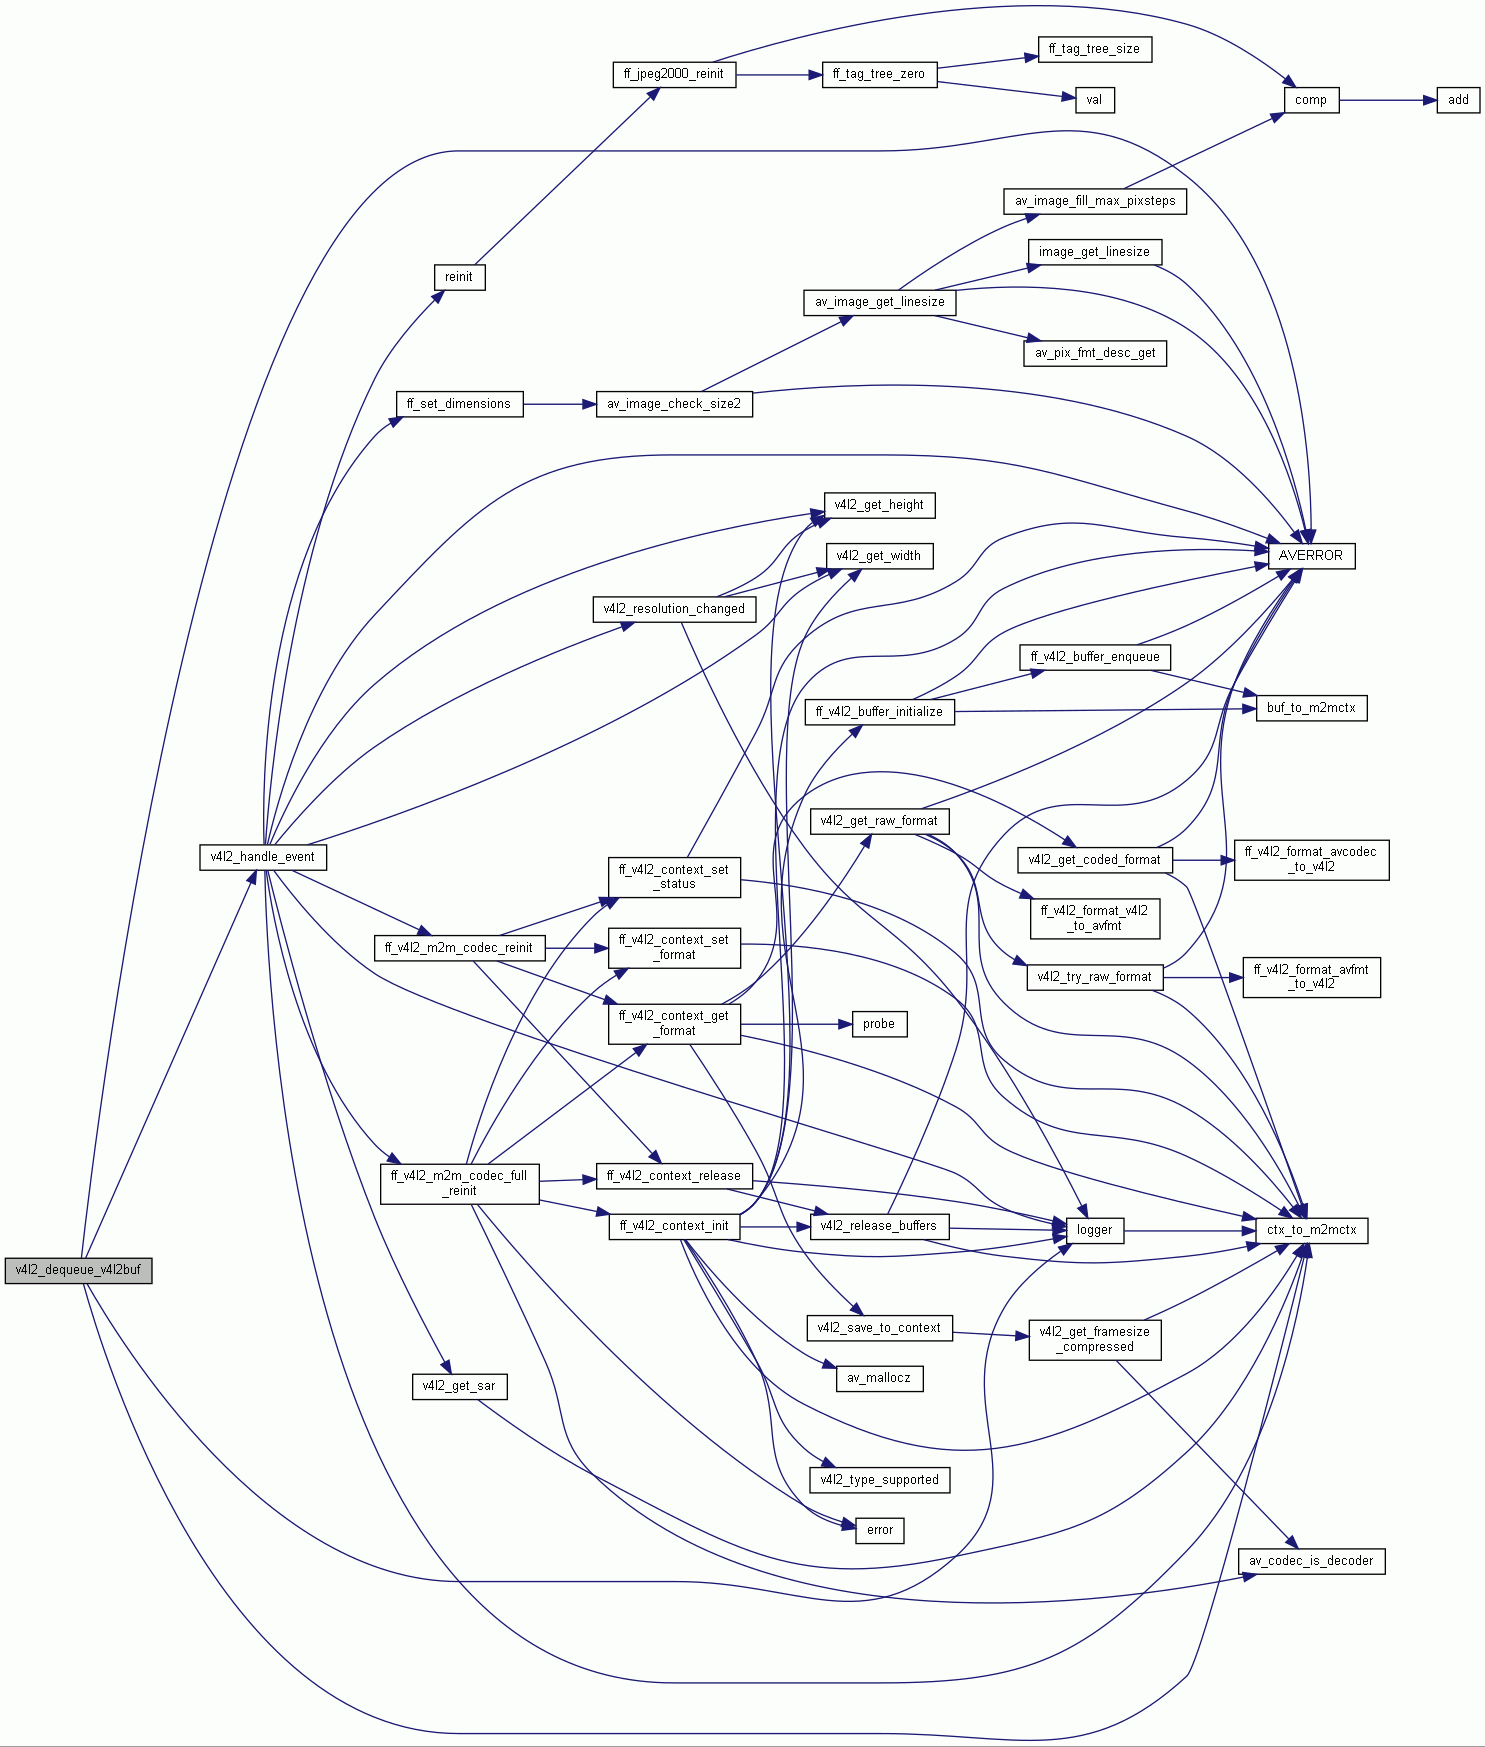 ff_tag_tree_size
ff_jpeg2000_reinit
ff_tag_tree_zero
val
comp
add
av_image_fill_max_pixsteps
image_get_linesize
reinit
av_image_get_linesize
av_pix_fmt_desc_get
ff_set_dimensions
av_image_check_size2
v4l2_get_height
v4l2_get_width
AVERROR
v4l2_resolution_changed
ff_v4l2_buffer_enqueue
ff_v4l2_buffer_initialize
buf_to_m2mctx
v4l2_get_raw_format
v4l2_handle_event
v4l2_get_coded_format
ff_v4l2_format_avcodec
_to_v4l2
ff_v4l2_context_set
_status
ff_v4l2_format_v4l2
_to_avfmt
ff_v4l2_m2m_codec_reinit
ff_v4l2_context_set
_format
v4l2_try_raw_format
ff_v4l2_format_avfmt
_to_v4l2
ff_v4l2_context_get
_format
probe
ff_v4l2_m2m_codec_full
_reinit
ff_v4l2_context_release
ff_v4l2_context_init
v4l2_release_buffers
logger
ctx_to_m2mctx
v4l2_dequeue_v4l2buf
v4l2_save_to_context
v4l2_get_framesize
_compressed
v4l2_get_sar
av_mallocz
v4l2_type_supported
error
av_codec_is_decoder